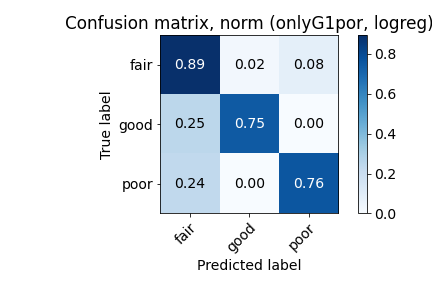 Confusion matrix, norm (onlyG1por, logreg)
True label
fair 0.89 0.02 0.08
good 0.25 0.75 0.00
poor 0.24 0.00 0.76
fair good poor
Predicted label
0.8
0.6
0.4
0.2
0.0